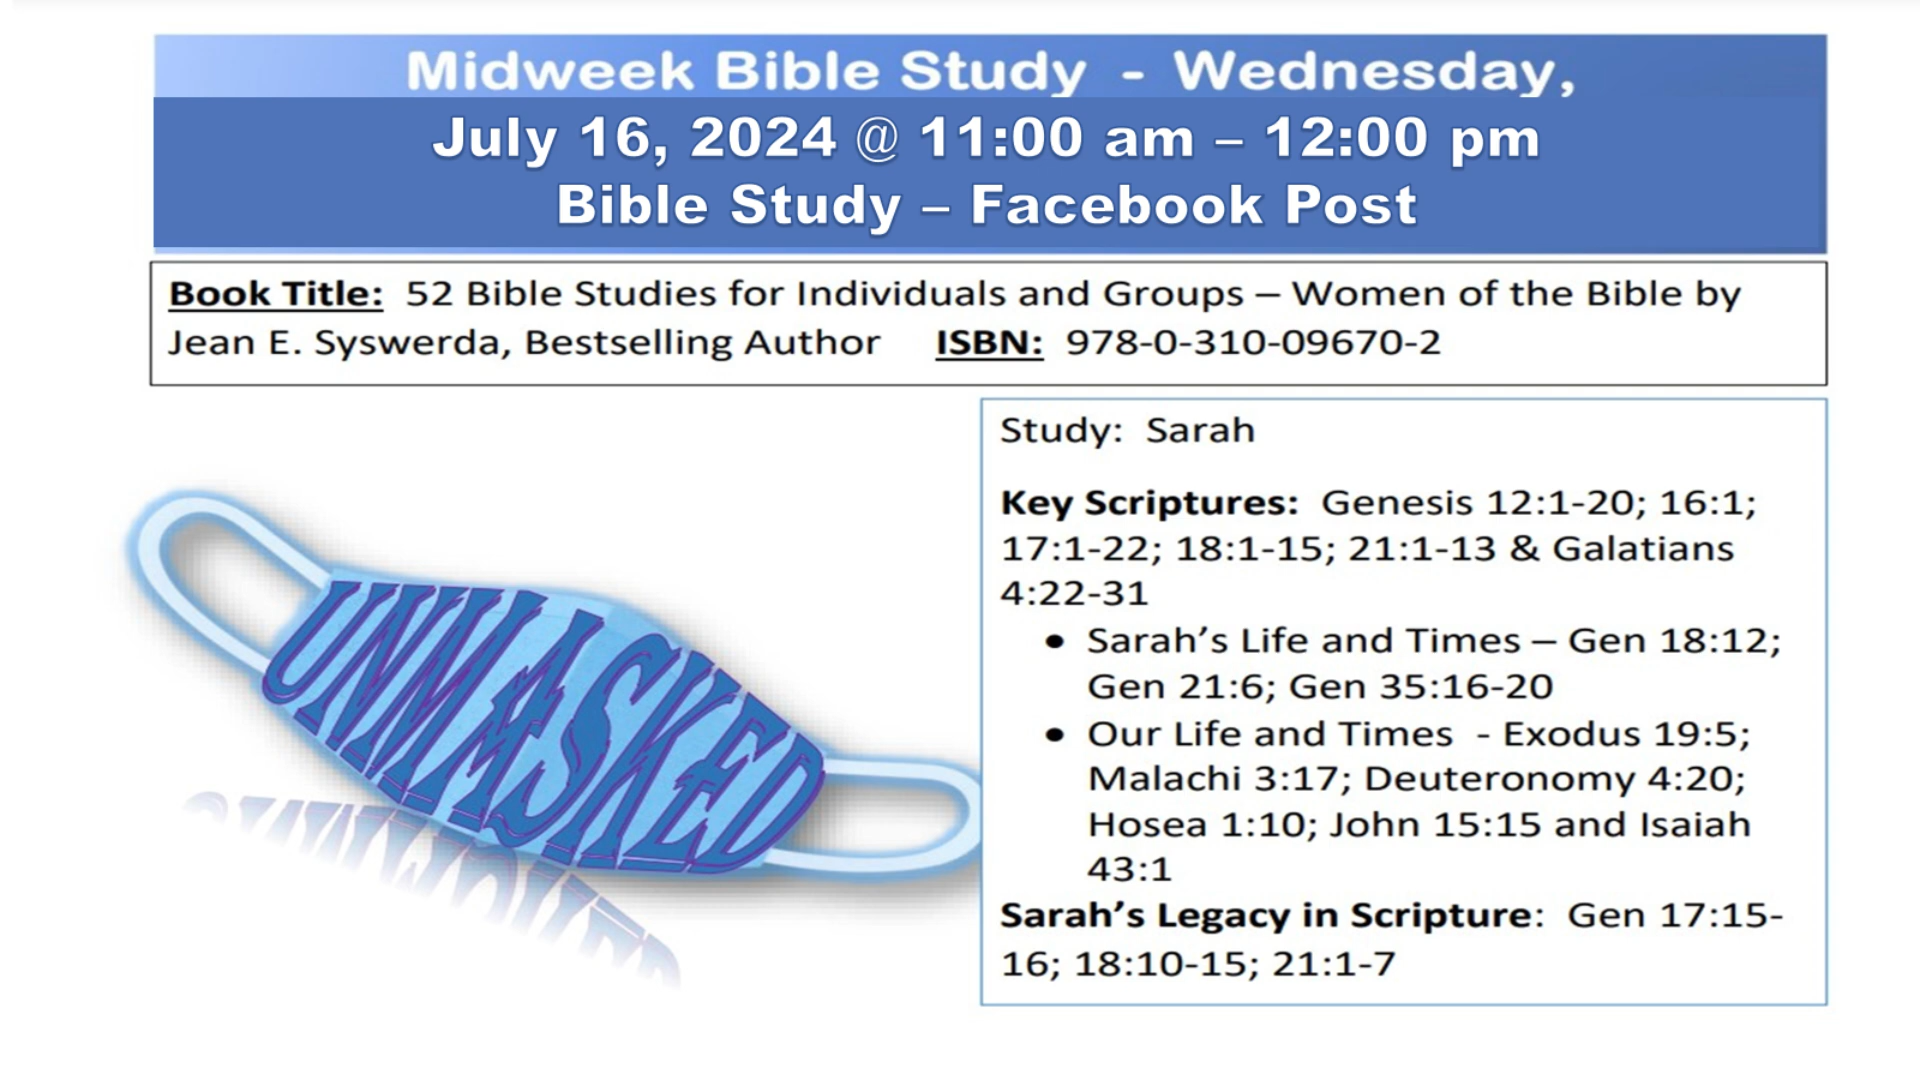 Midweek Bible Study - Wednesday,
July 16, 2024 @ 11:00 am – 12:00 pm
Bible Study – Facebook Post
Book Title: 52 Bible Studies for Individuals and Groups – Women of the Bible by
Jean E. Syswerda, Bestselling Author ISBN: 978-0-310-09670-2
UNMASKED
Study: Sarah
Key Scriptures: Genesis 12:1-20; 16:1;
17:1-22; 18:1-15; 21:1-13 & Galatians
4:22-31
• Sarah’s Life and Times – Gen 18:12;
Gen 21:6; Gen 35:16-20
• Our Life and Times - Exodus 19:5;
Malachi 3:17; Deuteronomy 4:20;
Hosea 1:10; John 15:15 and Isaiah
43:1
Sarah’s Legacy in Scripture: Gen 17:15-
16; 18:10-15; 21:1-7